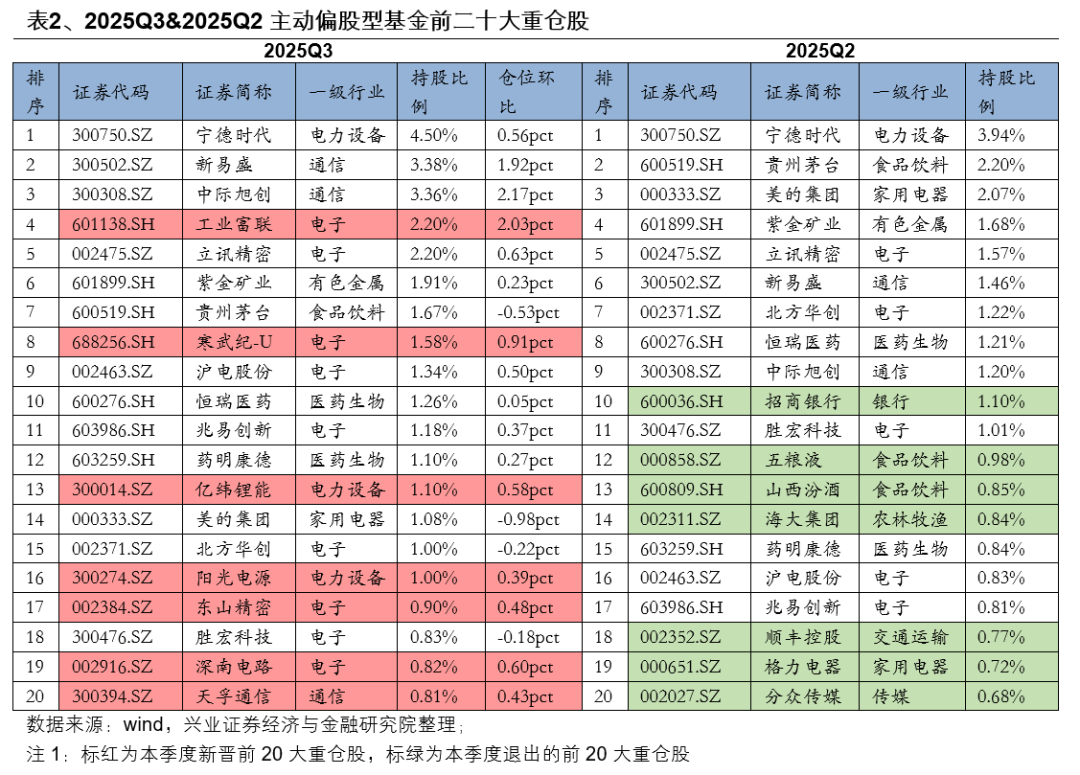 表2、2025Q3&2025Q2 主动偏股型基金前二十大重仓股
2025Q3 2025Q2
排序 证券代码 证券简称 一级行业 持股比例 仓位环比 排序 证券代码 证券简称 一级行业 持股比例
1 300750.SZ 宁德时代 电力设备 4.50% 0.56pct 1 300750.SZ 宁德时代 电力设备 3.94%
2 300502.SZ 新易盛 通信 3.38% 1.92pct 2 600519.SH 贵州茅台 食品饮料 2.20%
3 300308.SZ 中际旭创 通信 3.36% 2.17pct 3 000333.SZ 美的集团 家用电器 2.07%
4 601138.SH 工业富联 电子 2.20% 2.03pct 4 601899.SH 紫金矿业 有色金属 1.68%
5 002475.SZ 立讯精密 电子 2.20% 0.63pct 5 002475.SZ 立讯精密 电子 1.57%
6 601899.SH 紫金矿业 有色金属 1.91% 0.23pct 6 300502.SZ 新易盛 通信 1.46%
7 600519.SH 贵州茅台 食品饮料 1.67% -0.53pct 7 002371.SZ 北方华创 电子 1.22%
8 688256.SH 寒武纪-U 电子 1.58% 0.91pct 8 600276.SH 恒瑞医药 医药生物 1.21%
9 002463.SZ 沪电股份 电子 1.34% 0.50pct 9 300308.SZ 中际旭创 通信 1.20%
10 600276.SH 恒瑞医药 医药生物 1.26% 0.05pct 10 600036.SH 招商银行 银行 1.10%
11 603986.SH 兆易创新 电子 1.18% 0.37pct 11 300476.SZ 胜宏科技 电子 1.01%
12 603259.SH 药明康德 医药生物 1.10% 0.27pct 12 000858.SZ 五粮液 食品饮料 0.98%
13 300014.SZ 亿纬锂能 电力设备 1.10% 0.58pct 13 600809.SH 山西汾酒 食品饮料 0.85%
14 000333.SZ 美的集团 家用电器 1.08% -0.98pct 14 002311.SZ 海大集团 农林牧渔 0.84%
15 002371.SZ 北方华创 电子 1.00% -0.22pct 15 603259.SH 药明康德 医药生物 0.84%
16 300274.SZ 阳光电源 电力设备 1.00% 0.39pct 16 002463.SZ 沪电股份 电子 0.83%
17 002384.SZ 东山精密 电子 0.90% 0.48pct 17 603986.SH 兆易创新 电子 0.81%
18 300476.SZ 胜宏科技 电子 0.83% -0.18pct 18 002352.SZ 顺丰控股 交通运输 0.77%
19 002916.SZ 深南电路 电子 0.82% 0.60pct 19 000651.SZ 格力电器 家用电器 0.72%
20 300394.SZ 天孚通信 通信 0.81% 0.43pct 20 002027.SZ 分众传媒 传媒 0.68%
数据来源：wind，兴业证券经济与金融研究院整理；
注 1：标红为本季度新晋前 20 大重仓股，标绿为本季度退出的前 20 大重仓股